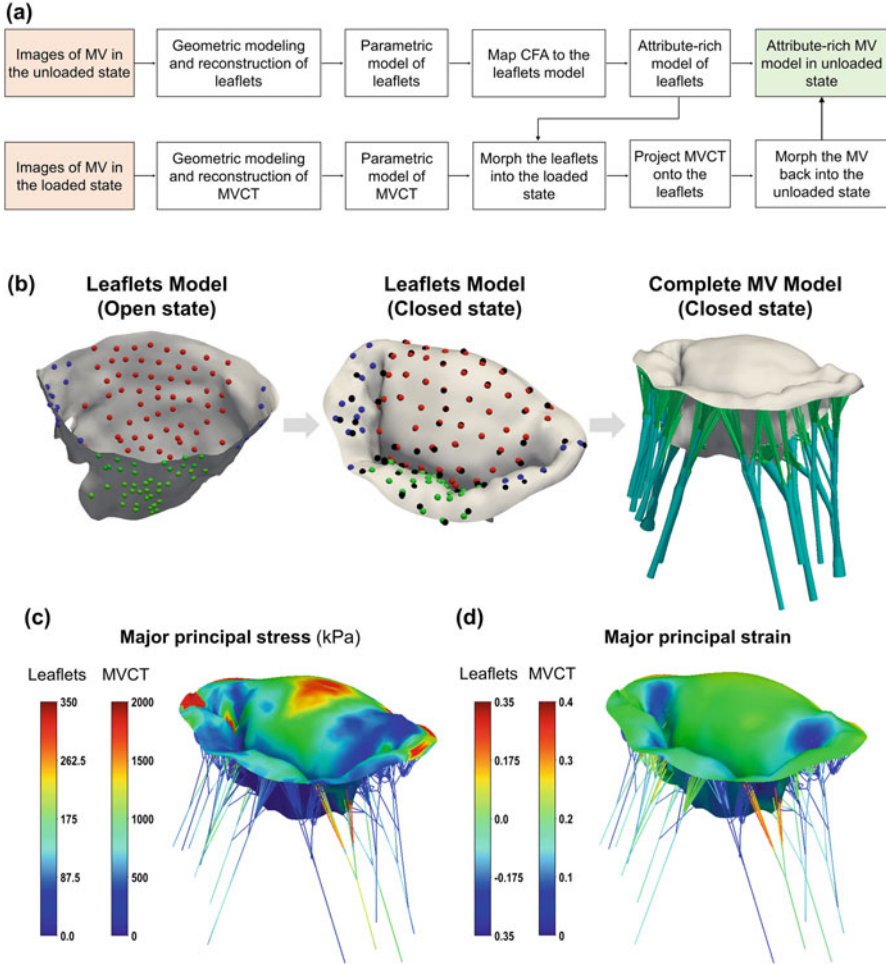 (a)
Images of MV in
the unloaded state
Geometric modeling
and reconstruction of
leaflets
Parametric
model of
leaflets
Map CFA to the
leaflets model
Attribute-rich
model of
leaflets
Attribute-rich MV
model in unloaded
state
Images of MV in
the loaded state
Geometric modeling
and reconstruction of
MVCT
Parametric
model of
MVCT
Morph the leaflets
into the loaded
state
Project MVCT
onto the
leaflets
Morph the MV
back into the
unloaded state
(b)
Leaflets Model
(Open state)
Leaflets Model
(Closed state)
Complete MV Model
(Closed state)
(c)
Major principal stress (kPa)
Leaflets
MVCT
350
262.5
175
87.5
0.0
2000
1500
1000
500
0
(d)
Major principal strain
Leaflets
MVCT
0.35
0.175
0.0
-0.175
0.35
0.4
0.3
0.2
0.1
0